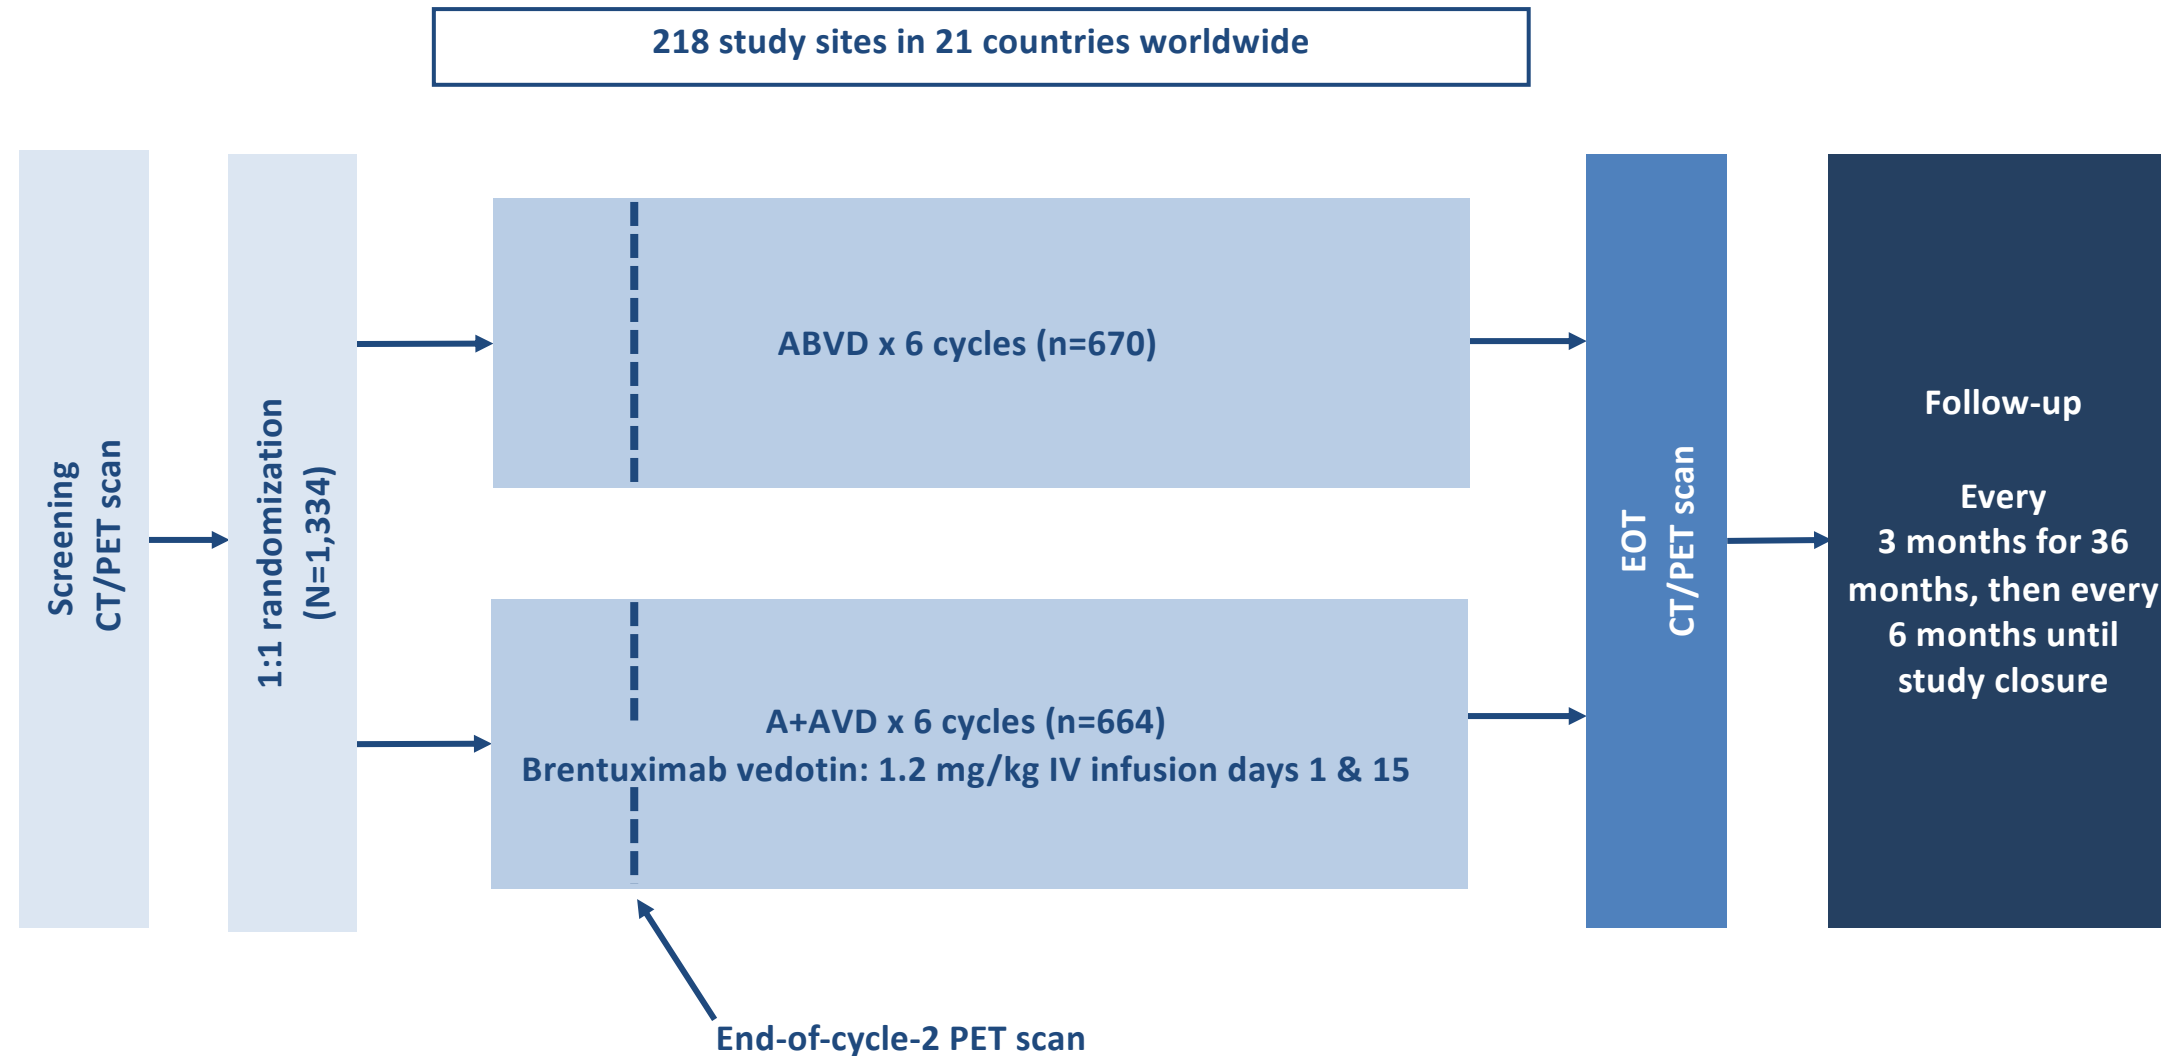 218 study sites in 21 countries worldwide
Screening
CT/PET scan
1:1 randomization
(N=1,334)
ABVD x 6 cycles (n=670)
A+AVD x 6 cycles (n=664)
Brentuximab vedotin: 1.2 mg/kg IV infusion days 1 & 15
End-of-cycle-2 PET scan
EOT
CT/PET scan
Follow-up
Every
3 months for 36
months, then every
6 months until
study closure